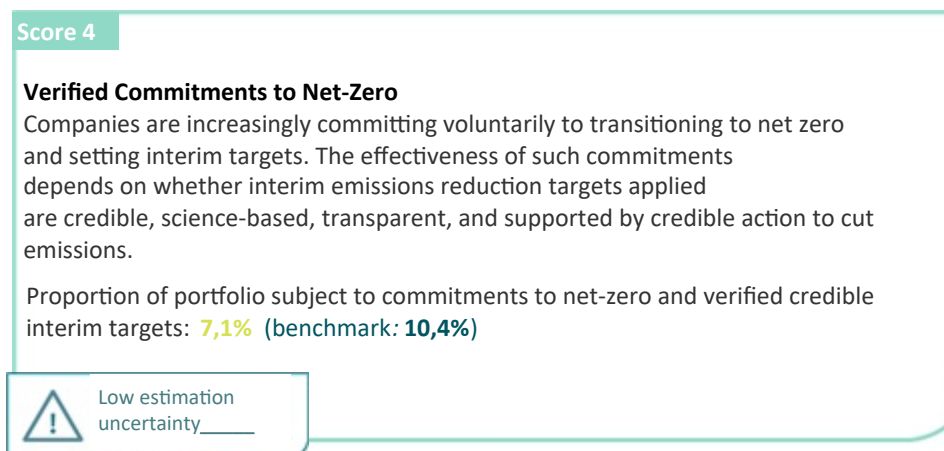 Score 4
Verified Commitments to Net-Zero
Companies are increasingly committing voluntarily to transitioning to net zero
and setting interim targets. The effectiveness of such commitments
depends on whether interim emissions reduction targets applied
are credible, science-based, transparent, and supported by credible action to cut
emissions.
Proportion of portfolio subject to commitments to net-zero and verified credible
interim targets: 7,1% (benchmark: 10,4%)
Low estimation
uncertainty_____